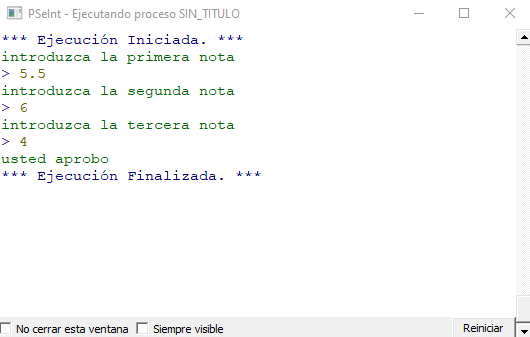 PSeInt - Ejecutando proceso SIN_TITULO
*** Ejecución Iniciada. ***
introduzca la primera nota
> 5.5
introduzca la segunda nota
> 6
introduzca la tercera nota
> 4
usted aprobo
*** Ejecución Finalizada. ***
No cerrar esta ventana Siempre visible Reiniciar